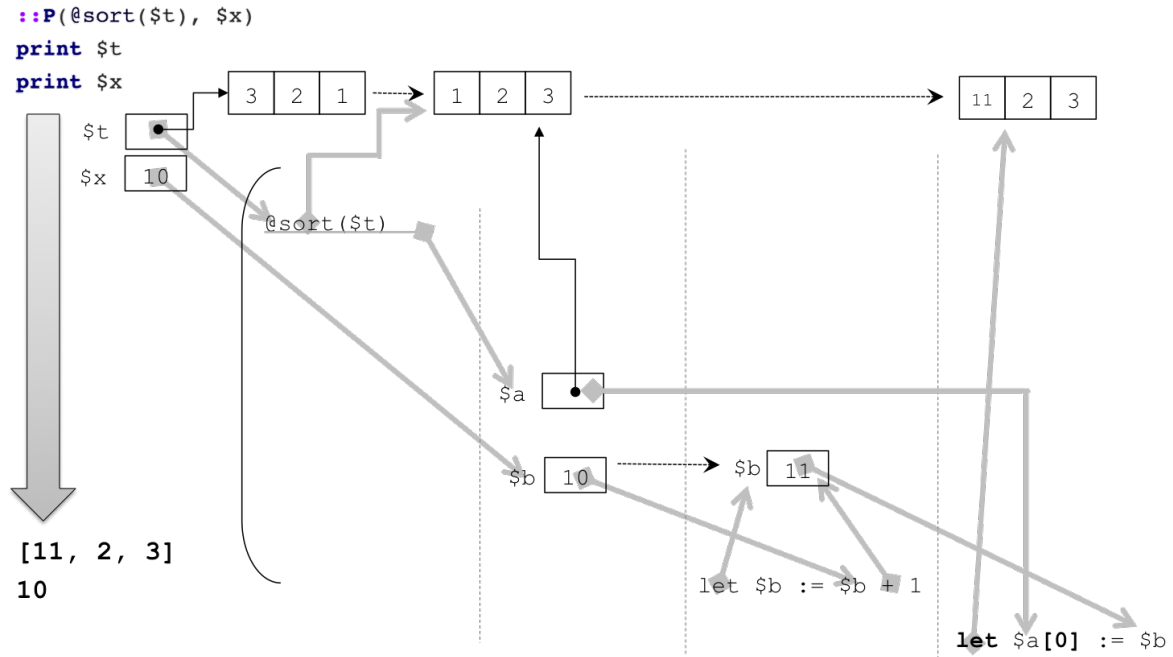 ::P(@sort($t), $x)
print $t
print $x
3 2 1
1 2 3
11 2 3
$t
$x 10
@sort($t)
$a
$b 10
$b 11
[11, 2, 3]
10
let $b := $b + 1
let $a[0] := $b